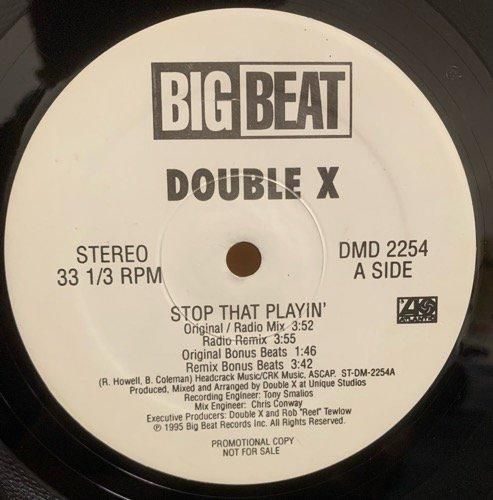 BIG BEAT
DOUBLE X
STEREO
33 1/3 RPM
DMD 2254
A SIDE
STOP THAT PLAYIN'
Original / Radio Mix 3:52
Radio Remix 3:55
Original Bonus Beats 1:46
Remix Bonus Beats 3:42
(R. Howell, B. Coleman) Headcrack Music/CRK Music, ASCAP. ST-DM-2254A
Produced, Mixed and Arranged by Double X at Unique Studios
Recording Engineer: Tony Smalios
Mix Engineer: Chris Conway
Executive Producers: Double X and Rob "Reef" Tewlow
℗ 1995 Big Beat Records Inc. All Rights Reserved.
ATLANTIC
PROMOTIONAL COPY
NOT FOR SALE